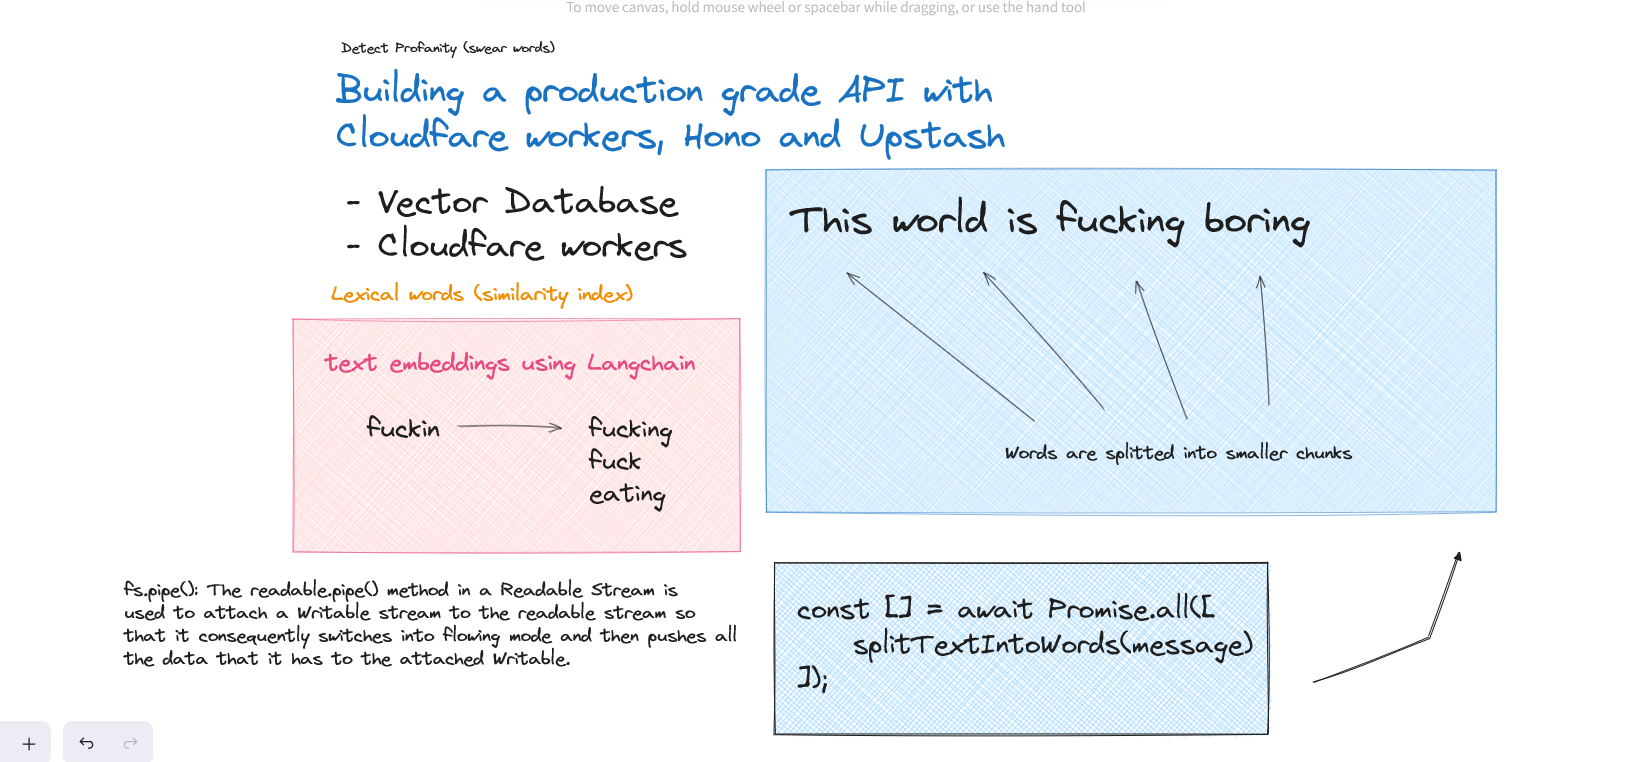 To move canvas, hold mouse wheel or spacebar while dragging, or use the hand tool
Detect Profanity (swear words)
Building a production grade API with
Cloudfare workers, Hono and Upstash
- Vector Database
- Cloudfare workers
Lexical words (similarity index)
text embeddings using Langchain
fuckin
fucking
fuck
eating
This world is fucking boring
Words are splitted into smaller chunks
fs.pipe(): The readable.pipe() method in a Readable Stream is
used to attach a Writable stream to the readable stream so
that it consequently switches into flowing mode and then pushes all
the data that it has to the attached Writable.
const [] = await Promise.all([
splitTextIntoWords(message)
]);